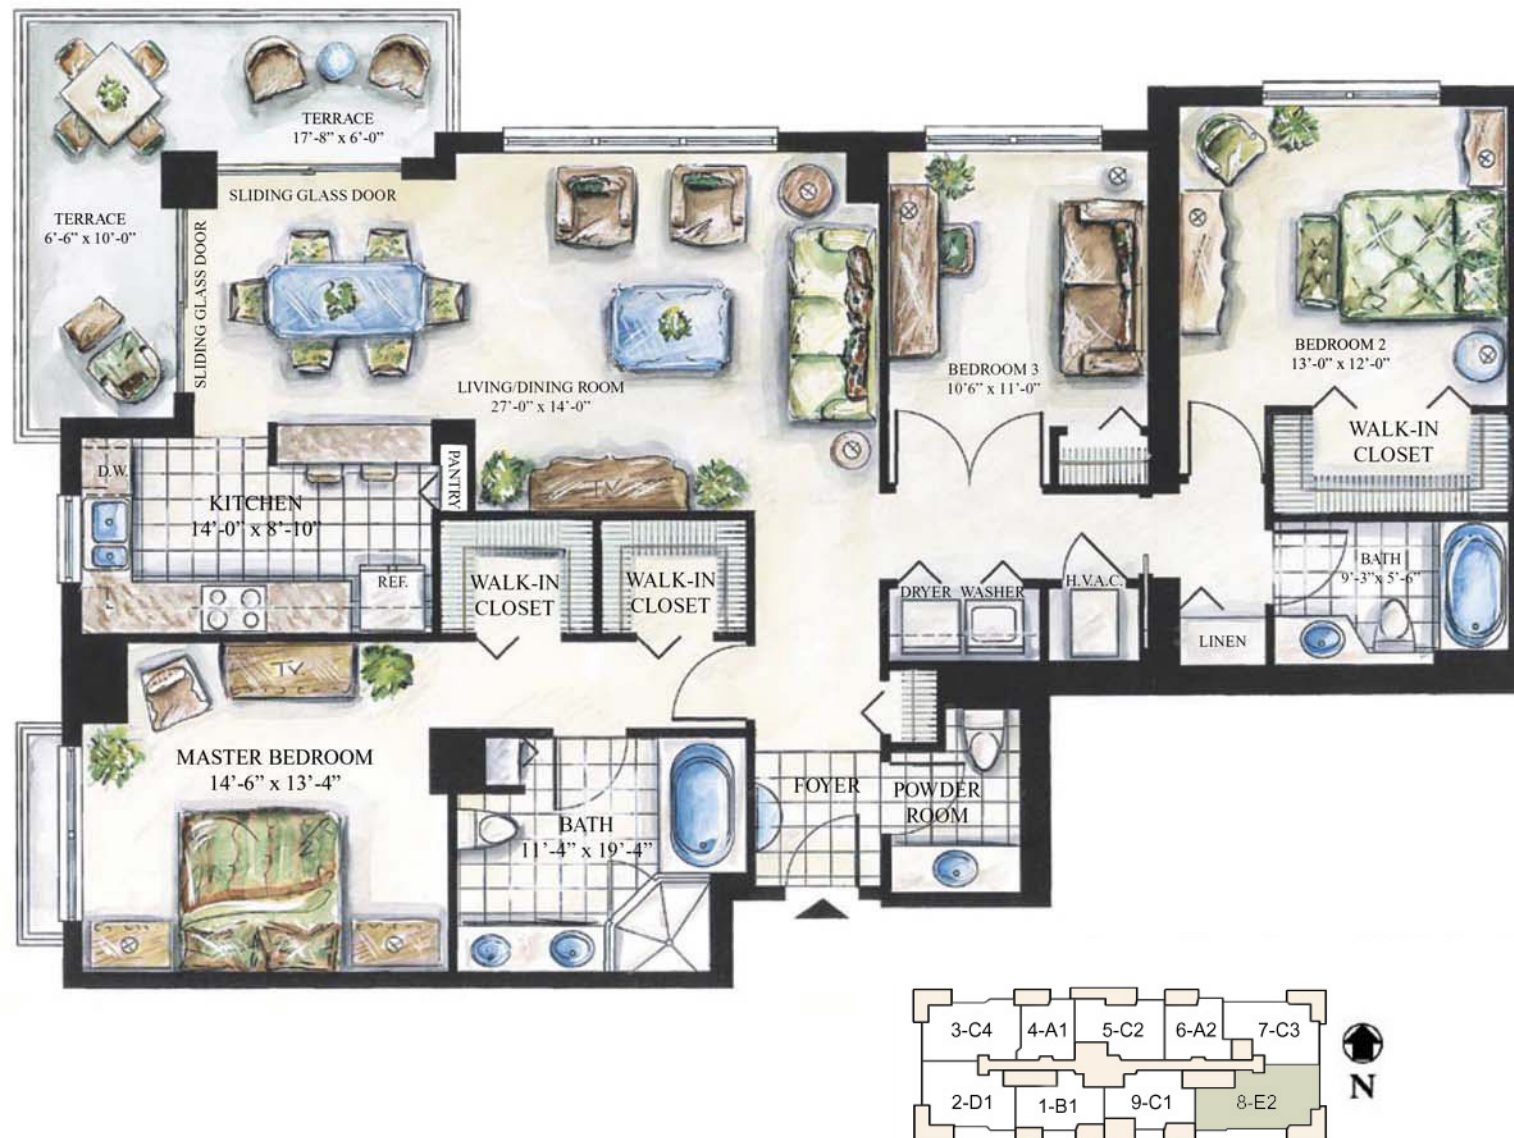 TERRACE
17'-8" x 6'-0"
SLIDING GLASS DOOR
TERRACE
6'-6" x 10'-0"
SLIDING GLASS DOOR
LIVING/DINING ROOM
27'-0" x 14'-0"
BEDROOM 3
10'6" x 11'-0"
BEDROOM 2
13'-0" x 12'-0"
WALK-IN
CLOSET
D.W.
KITCHEN
14'-0" x 8'-10"
PANTRY
TV
REF.
WALK-IN
CLOSET
WALK-IN
CLOSET
DRYER
WASHER
H.V.A.C.
BATH
9'-3" x 5'-6"
LINEN
TV
MASTER BEDROOM
14'-6" x 13'-4"
BATH
11'-4" x 19'-4"
FOYER
POWDER
ROOM
3-C4
4-A1
5-C2
6-A2
7-C3
2-D1
1-B1
9-C1
8-E2
N